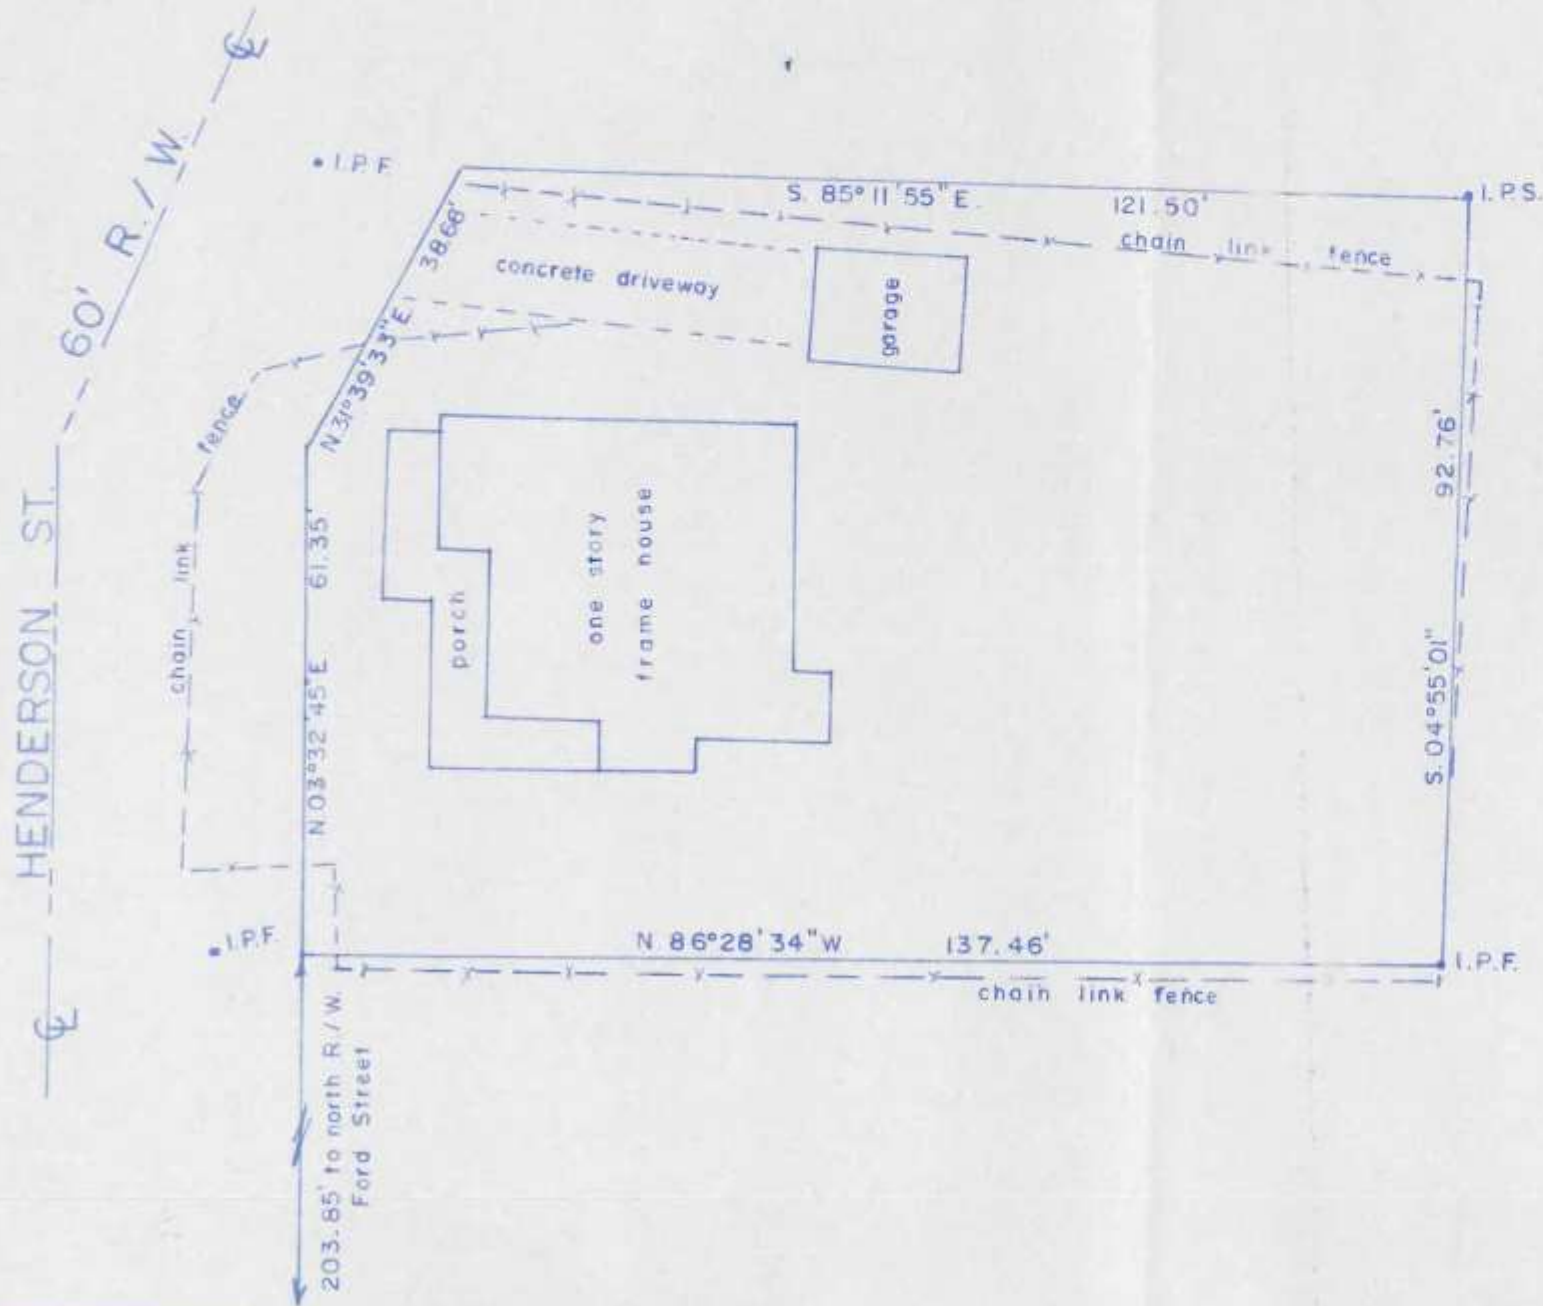 HENDERSON ST.
60' R./W.
I.P.F.
S. 85° 11' 55" E. 121.50'
I.P.S.
chain link fence
38.68'
N. 31° 39' 33" E.
concrete driveway
garage
chain link fence
61.35'
N. 03° 32' 45" E
porch
one story
frame house
92.76'
S. 04° 55' 01"
I.P.F.
N. 86° 28' 34" W 137.46'
I.P.F.
chain link fence
203.85' to north R/W.
Ford Street